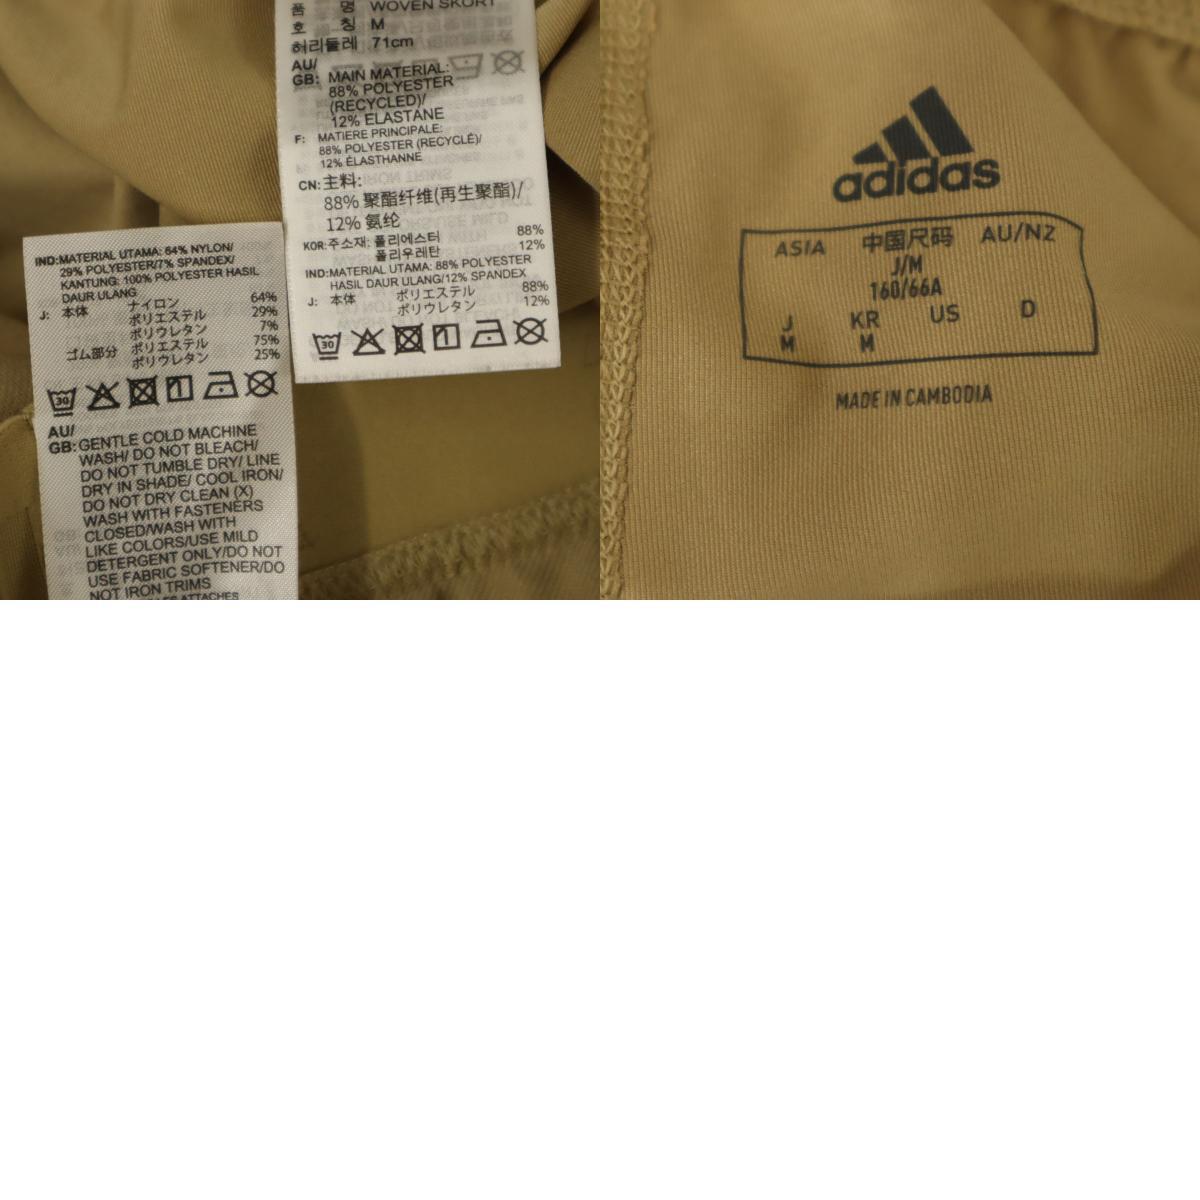 품 명 WOVEN SKORT
호 칭 M
허리둘레 71cm
AU/
GB: MAIN MATERIAL:
88% POLYESTER
(RECYCLED)/
12% ELASTANE
F: MATIERE PRINCIPALE:
88% POLYESTER (RECYCLÉ)/
12% ÉLASTHANNE
CN: 主料:
88% 聚酯纤维(再生聚酯)/
12% 氨纶
KOR: 주소재: 폴리에스터 88%
폴리우레탄 12%
IND: MATERIAL UTAMA: 88% POLYESTER
HASIL DAUR ULANG/12% SPANDEX
J: 本体 ポリエステル 88%
ポリウレタン 12%
30
IND: MATERIAL UTAMA: 64% NYLON/
29% POLYESTER/7% SPANDEX/
KANTUNG: 100% POLYESTER HASIL
DAUR ULANG
J: 本体 ナイロン 64%
ポリエステル 29%
ポリウレタン 7%
ゴム部分 ポリエステル 75%
ポリウレタン 25%
30
AU/
GB: GENTLE COLD MACHINE
WASH/ DO NOT BLEACH/
DO NOT TUMBLE DRY/ LINE
DRY IN SHADE/ COOL IRON/
DO NOT DRY CLEAN (X)
WASH WITH FASTENERS
CLOSED/WASH WITH
LIKE COLORS/USE MILD
DETERGENT ONLY/DO NOT
USE FABRIC SOFTENER/DO
NOT IRON TRIMS
ATTACHES
adidas
ASIA 中国尺码 AU/NZ
J/M
160/66A
J KR US D
M M
MADE IN CAMBODIA